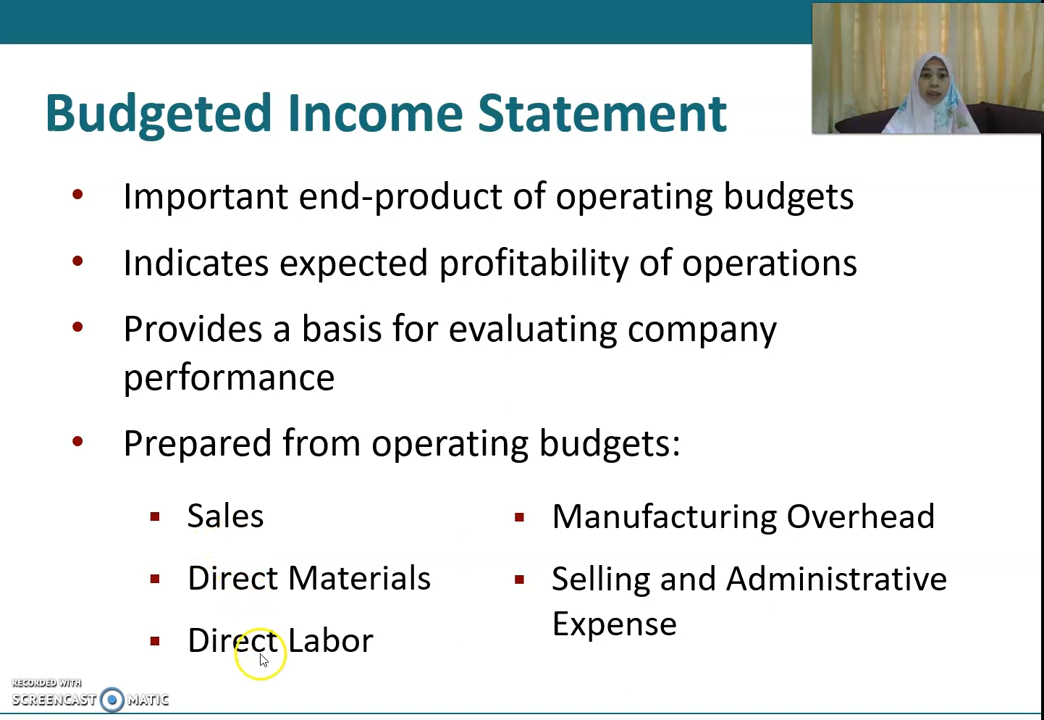 Budgeted Income Statement
• Important end-product of operating budgets
• Indicates expected profitability of operations
• Provides a basis for evaluating company
performance
• Prepared from operating budgets:
▪ Sales
▪ Direct Materials
▪ Direct Labor
▪ Manufacturing Overhead
▪ Selling and Administrative
Expense
RECORDED WITH
SCREENCAST MATIC